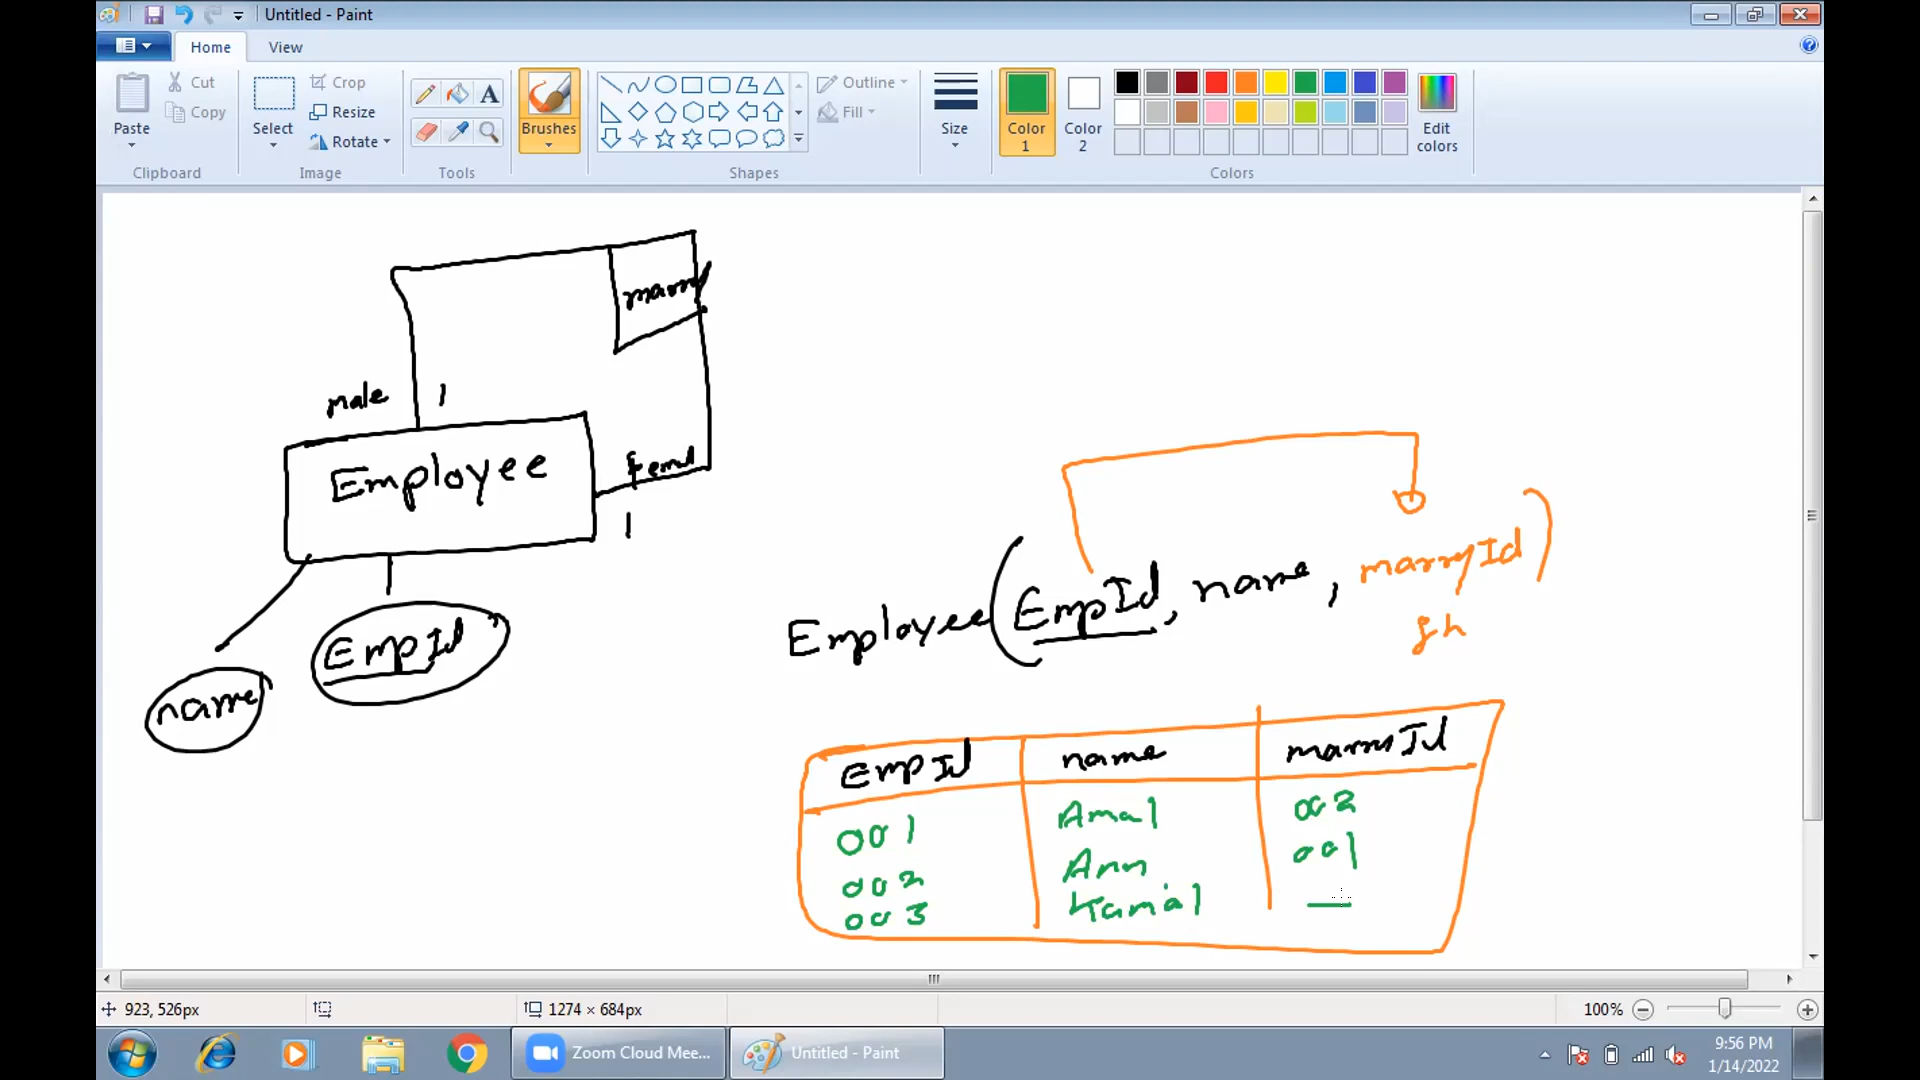 Untitled - Paint
Home View
Paste
Cut
Copy
Clipboard
Select
Crop
Resize
Rotate
Image
A
Tools
Brushes
Outline
Fill
Shapes
Size
Color 1
Color 2
Edit colors
Colors
marry
male 1
Employee
femal
1
EmpId
name
Employee(EmpId, name, marryId)
EmpId name marryId
001 Amal 002
002 Ann 001
003 Kamal —
923, 526px
1274 × 684px
100%
Zoom Cloud Mee...
Untitled - Paint
9:56 PM
1/14/2022